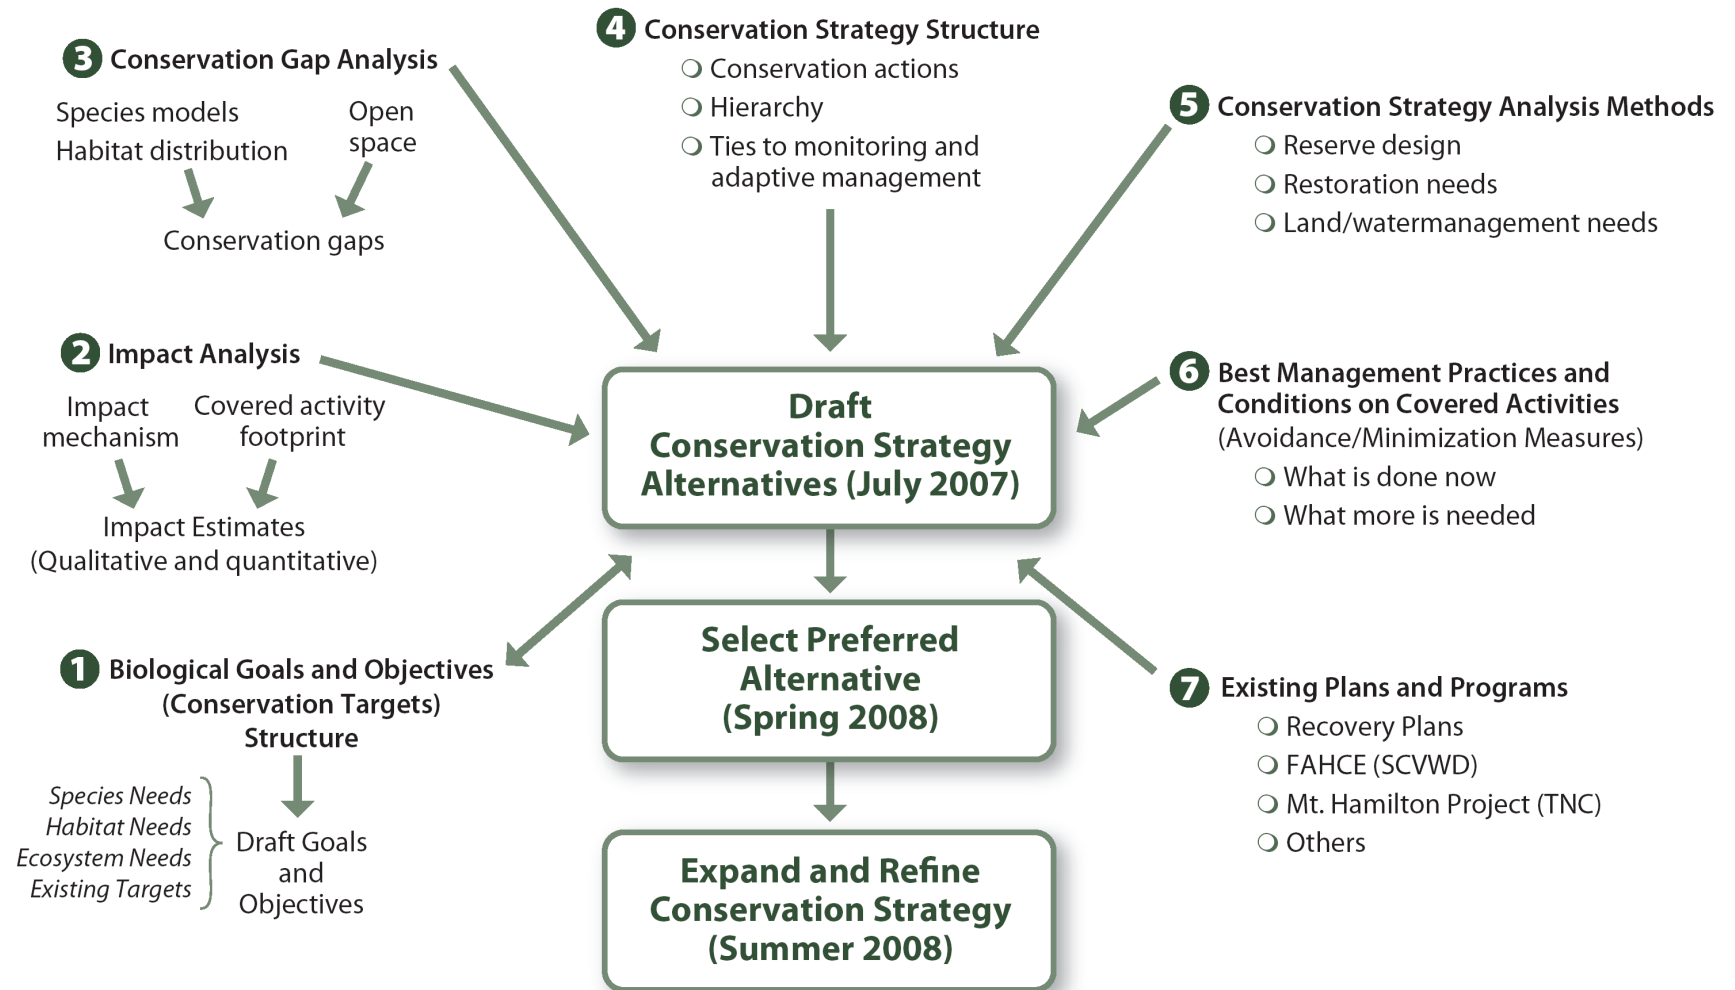 3 Conservation Gap Analysis
Species models
Habitat distribution
Open
space
Conservation gaps
4 Conservation Strategy Structure
Conservation actions
Hierarchy
Ties to monitoring and
adaptive management
5 Conservation Strategy Analysis Methods
Reserve design
Restoration needs
Land/watermanagement needs
2 Impact Analysis
Impact
mechanism
Covered activity
footprint
Impact Estimates
(Qualitative and quantitative)
Draft
Conservation Strategy
Alternatives (July 2007)
6 Best Management Practices and
Conditions on Covered Activities
(Avoidance/Minimization Measures)
What is done now
What more is needed
1 Biological Goals and Objectives
(Conservation Targets)
Structure
Species Needs
Habitat Needs
Ecosystem Needs
Existing Targets
Draft Goals
and
Objectives
Select Preferred
Alternative
(Spring 2008)
7 Existing Plans and Programs
Recovery Plans
FAHCE (SCVWD)
Mt. Hamilton Project (TNC)
Others
Expand and Refine
Conservation Strategy
(Summer 2008)